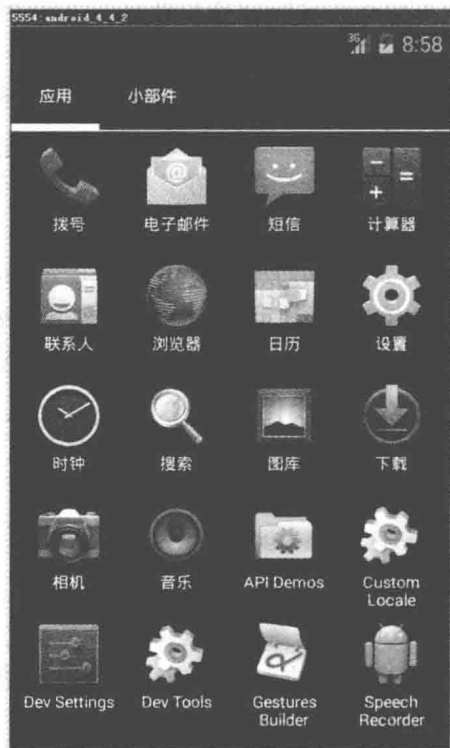 5554:android_4_4_2
3G 8:58
应用 小部件
拨号 电子邮件 短信 计算器
联系人 浏览器 日历 设置
时钟 搜索 图库 下载
相机 音乐 API Demos Custom
Locale
Dev Settings Dev Tools Gestures Speech
Builder Recorder